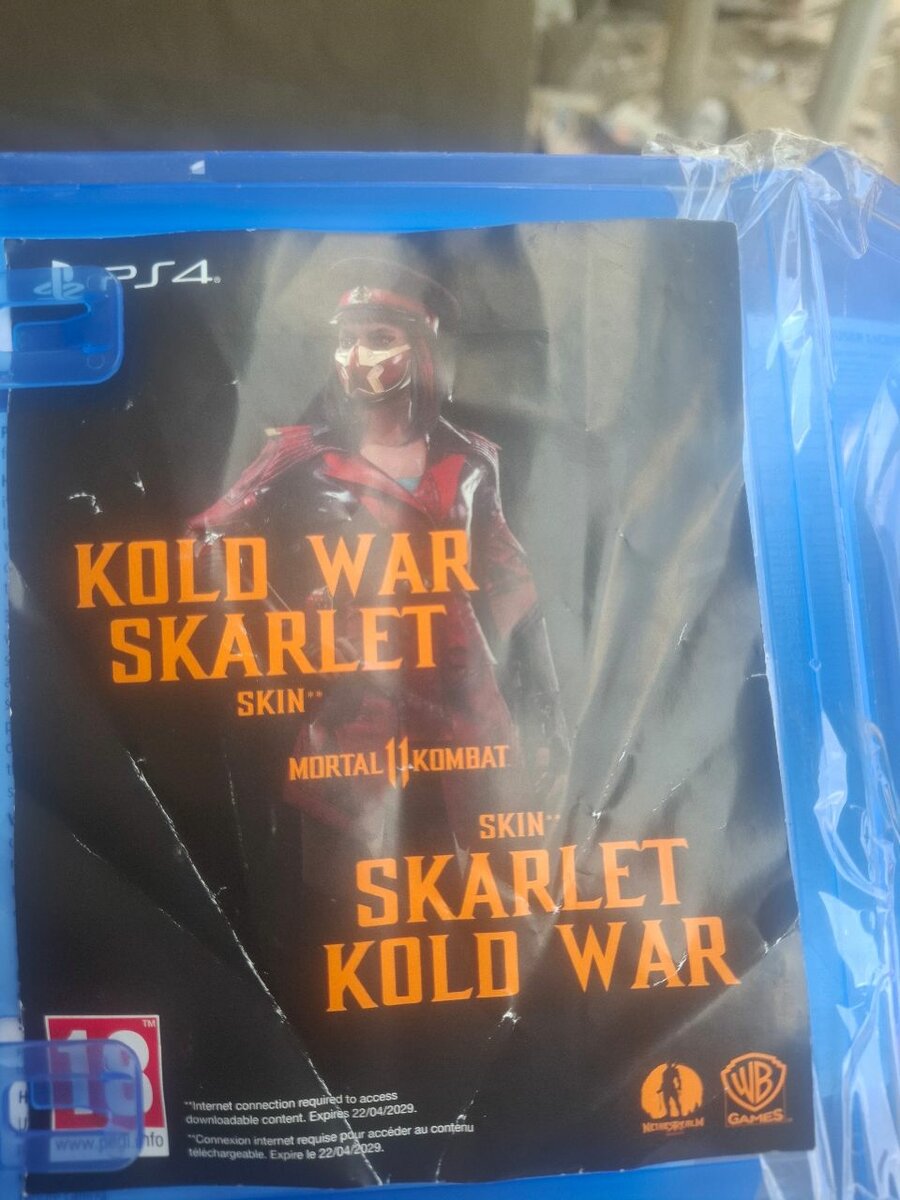 PS4
KOLD WAR
SKARLET
SKIN**
MORTAL 11 KOMBAT
SKIN**
SKARLET
KOLD WAR
18
TM
www.pegi.info
**Internet connection required to access
downloadable content. Expires 22/04/2029.
**Connexion internet requise pour accéder au contenu
téléchargeable. Expire le 22/04/2029.
NETHERREALM
WB
GAMES